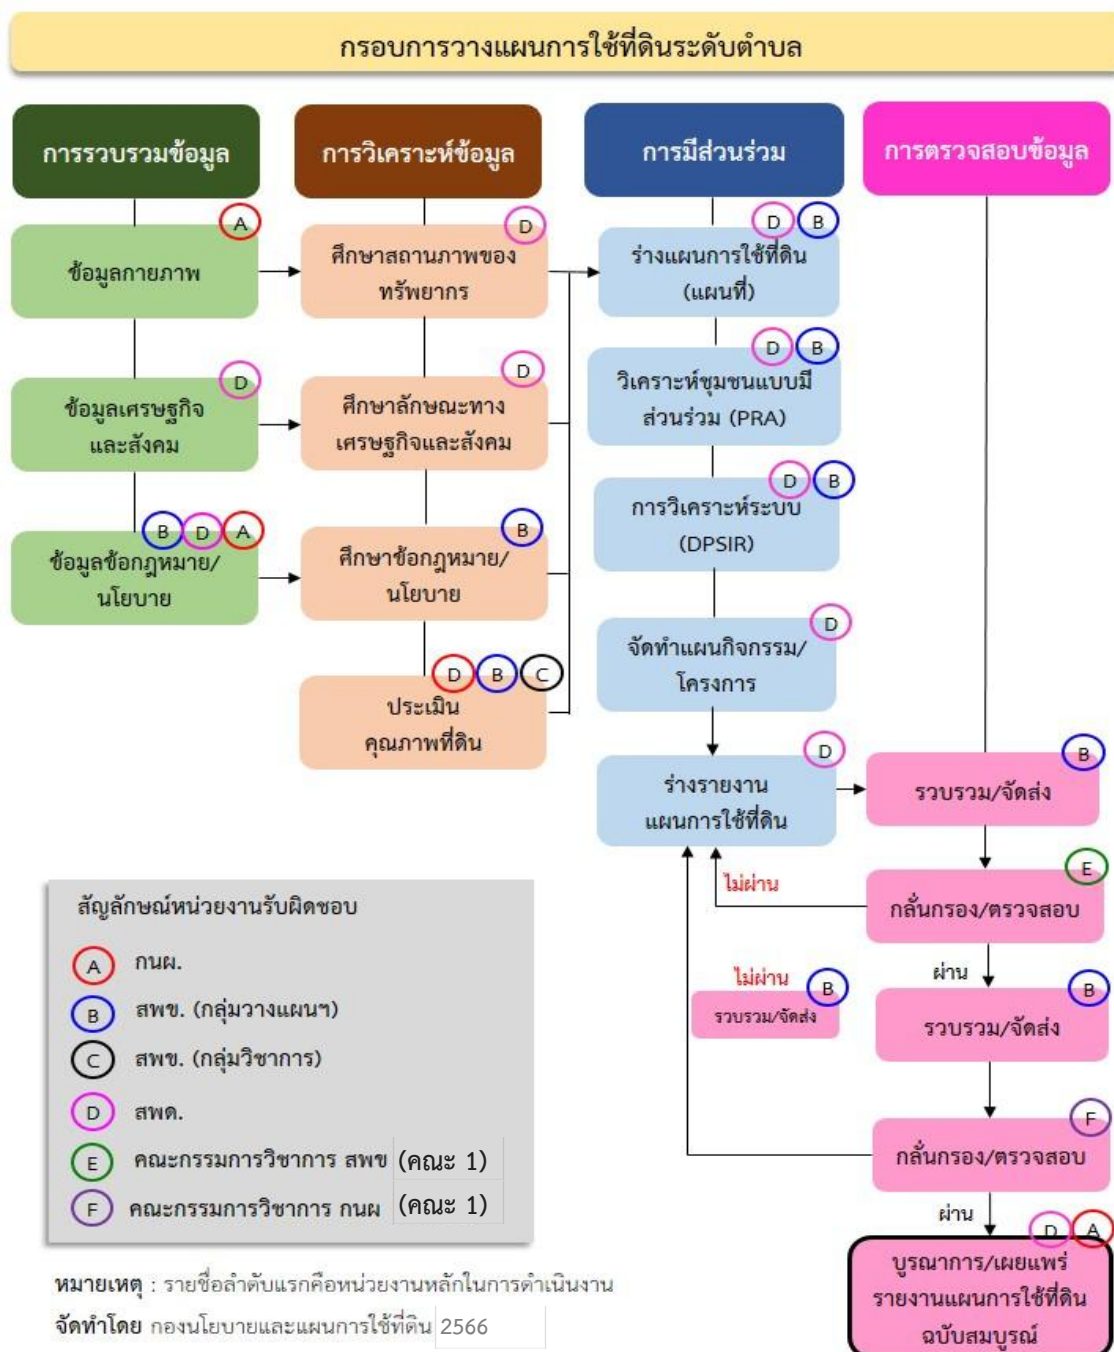 กรอบการวางแผนการใช้ที่ดินระดับตำบล
การรวบรวมข้อมูล
A
ข้อมูลกายภาพ
D
ข้อมูลเศรษฐกิจ
และสังคม
B D A
ข้อมูลข้อกฎหมาย/
นโยบาย
การวิเคราะห์ข้อมูล
D
ศึกษาสถานภาพของ
ทรัพยากร
D
ศึกษาลักษณะทาง
เศรษฐกิจและสังคม
B
ศึกษาข้อกฎหมาย/
นโยบาย
D B C
ประเมิน
คุณภาพที่ดิน
การมีส่วนร่วม
D B
ร่างแผนการใช้ที่ดิน
(แผนที่)
D B
วิเคราะห์ชุมชนแบบมี
ส่วนร่วม (PRA)
D B
การวิเคราะห์ระบบ
(DPSIR)
D
จัดทำแผนกิจกรรม/
โครงการ
D
ร่างรายงาน
แผนการใช้ที่ดิน
การตรวจสอบข้อมูล
B
รวบรวม/จัดส่ง
E
กลั่นกรอง/ตรวจสอบ
ไม่ผ่าน
ผ่าน
B
รวบรวม/จัดส่ง
ไม่ผ่าน
B
รวบรวม/จัดส่ง
F
กลั่นกรอง/ตรวจสอบ
ผ่าน
D A
บูรณาการ/เผยแพร่
รายงานแผนการใช้ที่ดิน
ฉบับสมบูรณ์
สัญลักษณ์หน่วยงานรับผิดชอบ
A กนผ.
B สพข. (กลุ่มวางแผนฯ)
C สพข. (กลุ่มวิชาการ)
D สพด.
E คณะกรรมการวิชาการ สพข (คณะ 1)
F คณะกรรมการวิชาการ กนผ (คณะ 1)
หมายเหตุ : รายชื่อลำดับแรกคือหน่วยงานหลักในการดำเนินงาน
จัดทำโดย กองนโยบายและแผนการใช้ที่ดิน 2566